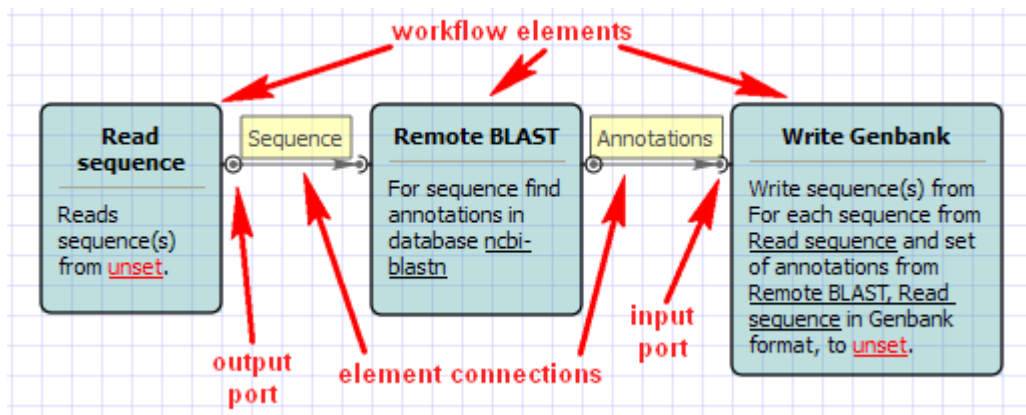 workflow elements
Read
sequence
Reads
sequence(s)
from unset.
Sequence
Remote BLAST
For sequence find
annotations in
database ncbi-
blastn
Annotations
Write Genbank
Write sequence(s) from
For each sequence from
Read sequence and set
of annotations from
Remote BLAST, Read
sequence in Genbank
format, to unset.
output
port
element connections
input
port